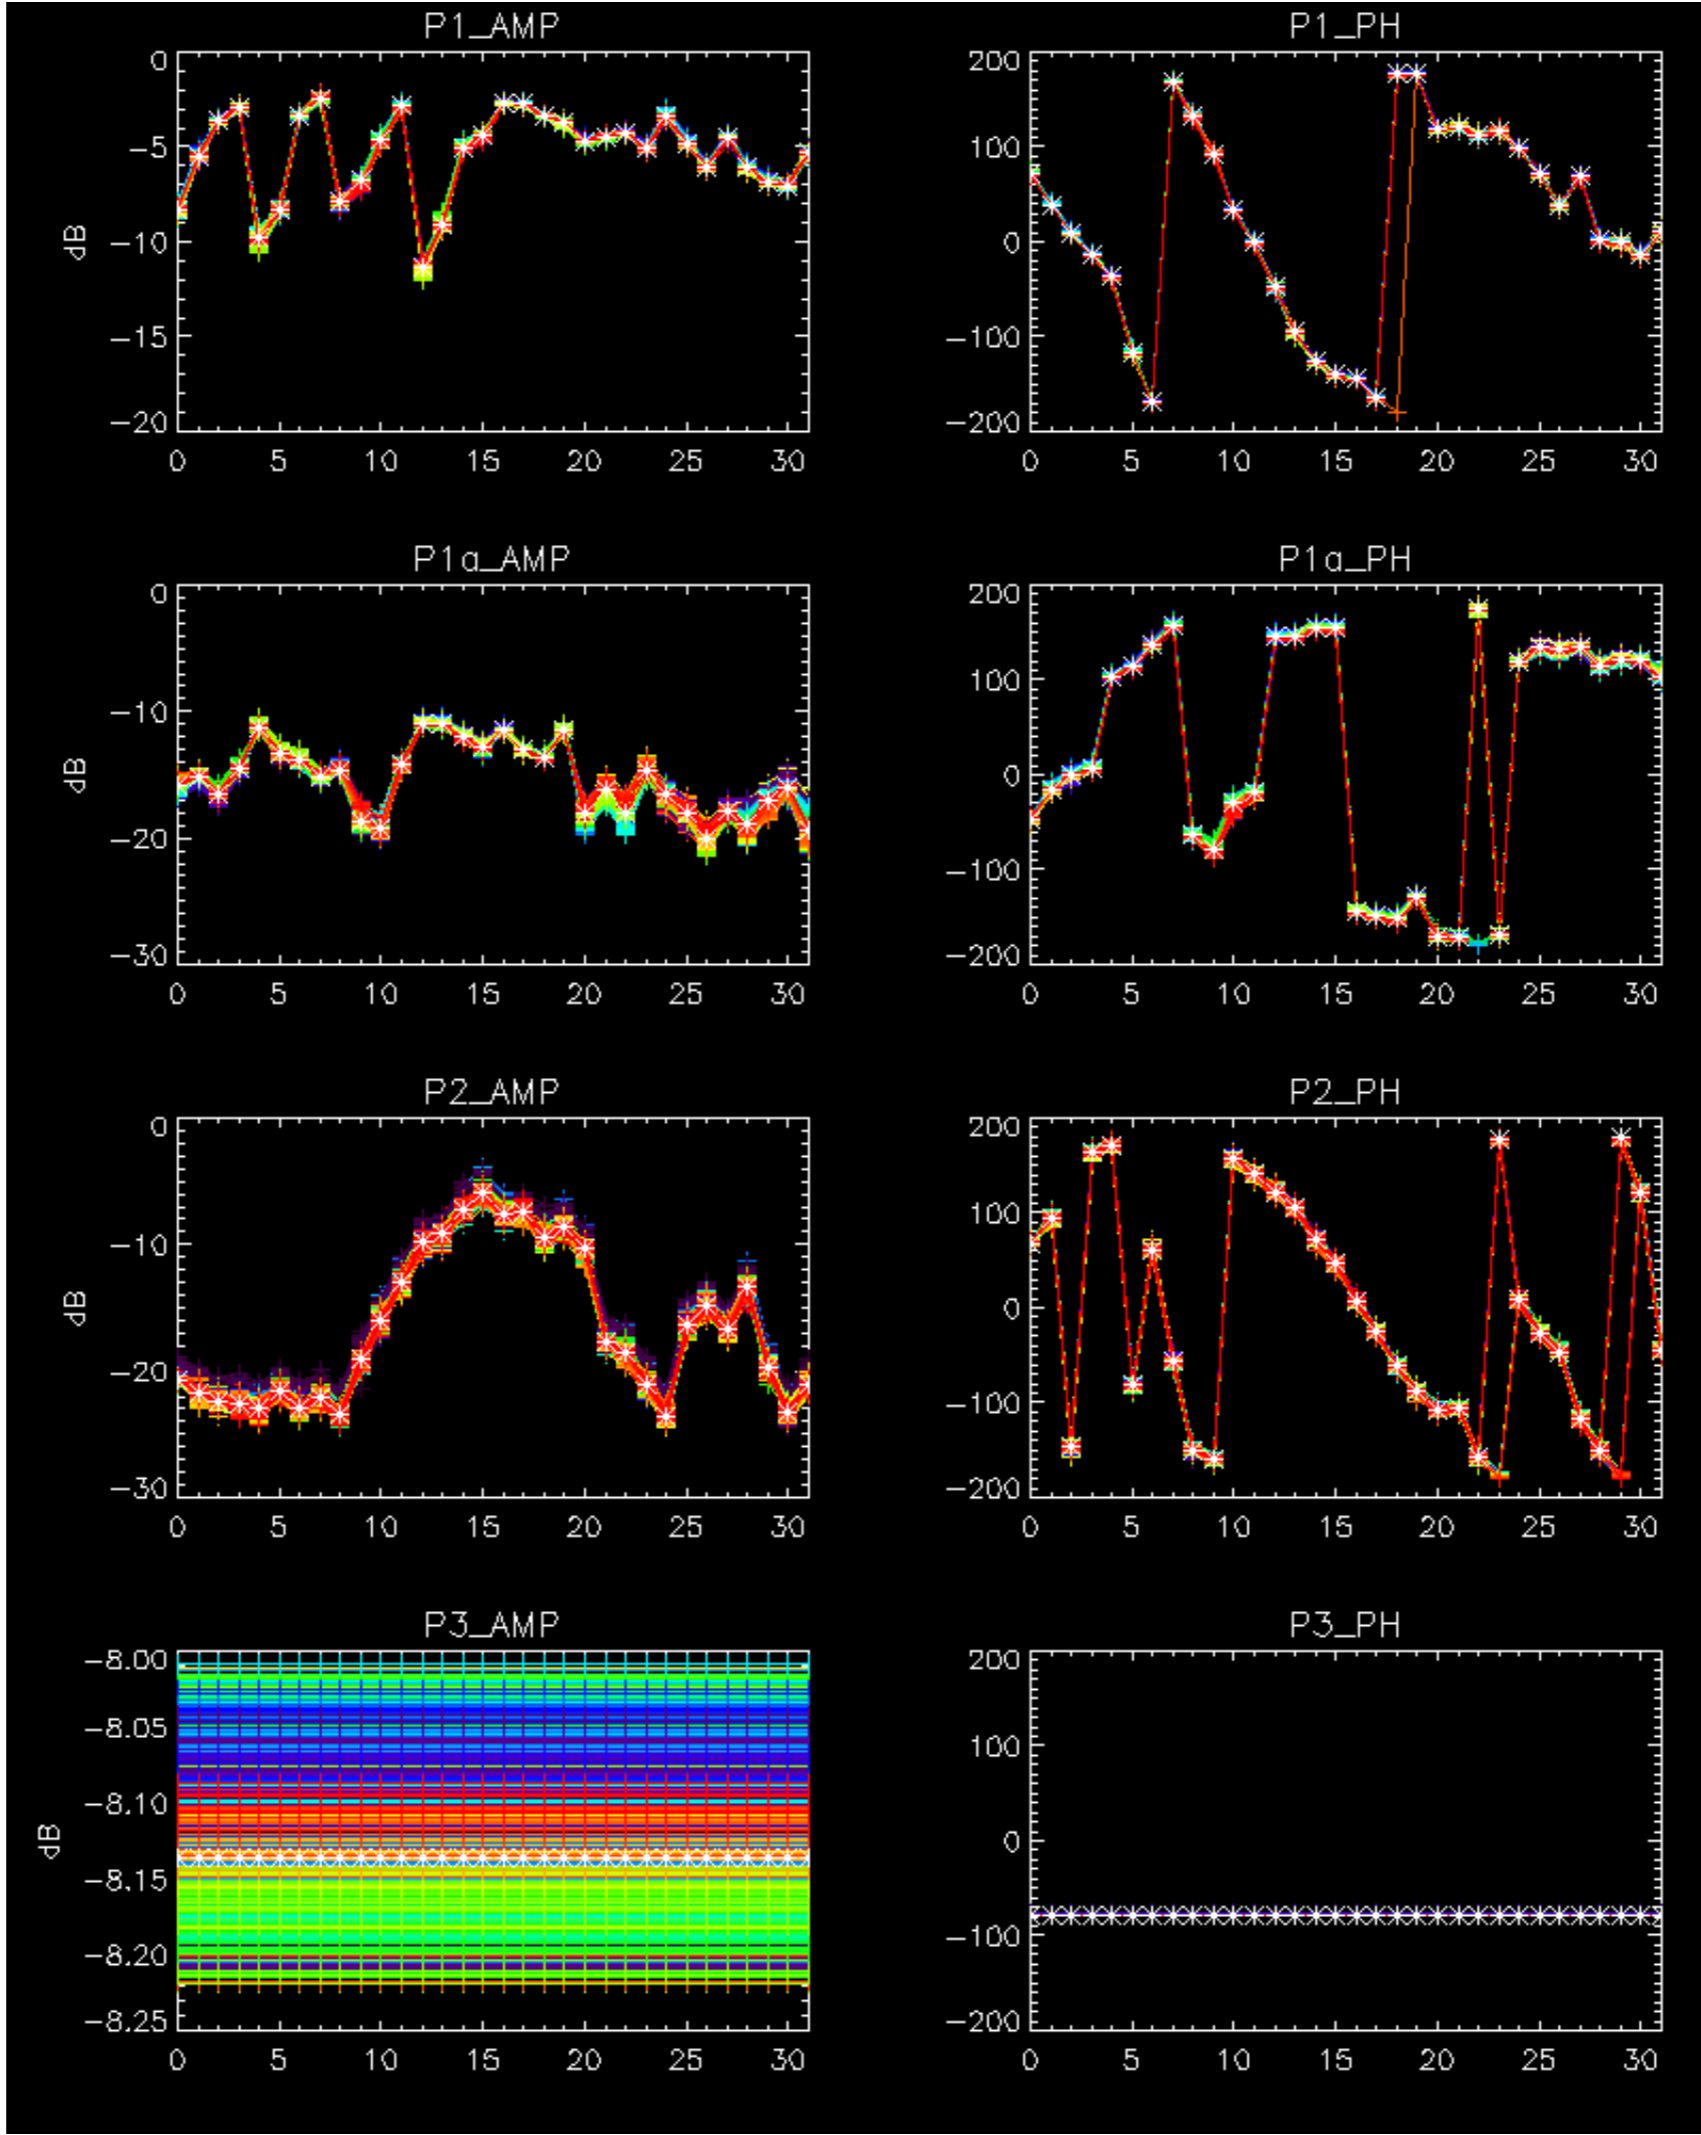 P1_AMP P1_PH
0 200
-5 100
dB -10 0
-15 -100
-20 -200
0 5 10 15 20 25 30 0 5 10 15 20 25 30
P1a_AMP P1a_PH
0 200
-10 100
dB 0
-20 -100
-30 -200
0 5 10 15 20 25 30 0 5 10 15 20 25 30
P2_AMP P2_PH
0 200
-10 100
dB 0
-20 -100
-30 -200
0 5 10 15 20 25 30 0 5 10 15 20 25 30
P3_AMP P3_PH
-8.00 200
-8.05 100
-8.10
dB 0
-8.15
-8.20 -100
-8.25 -200
0 5 10 15 20 25 30 0 5 10 15 20 25 30